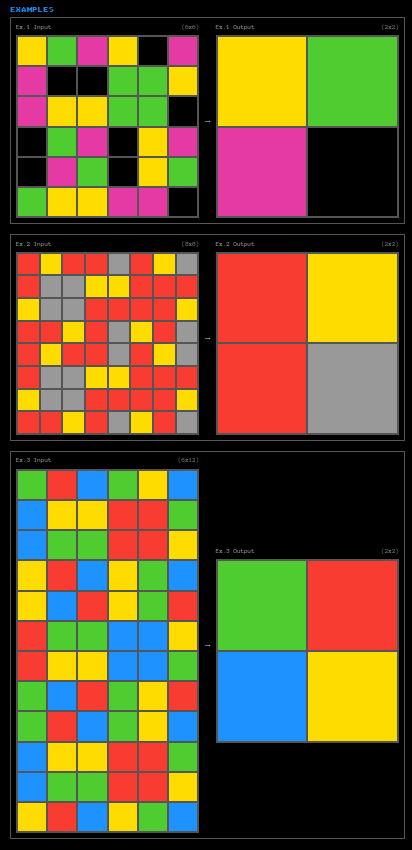 EXAMPLES
Ex.1 Input (6x6)
Ex.1 Output (2x2)
→
Ex.2 Input (8x8)
Ex.2 Output (2x2)
→
Ex.3 Input (6x12)
Ex.3 Output (2x2)
→